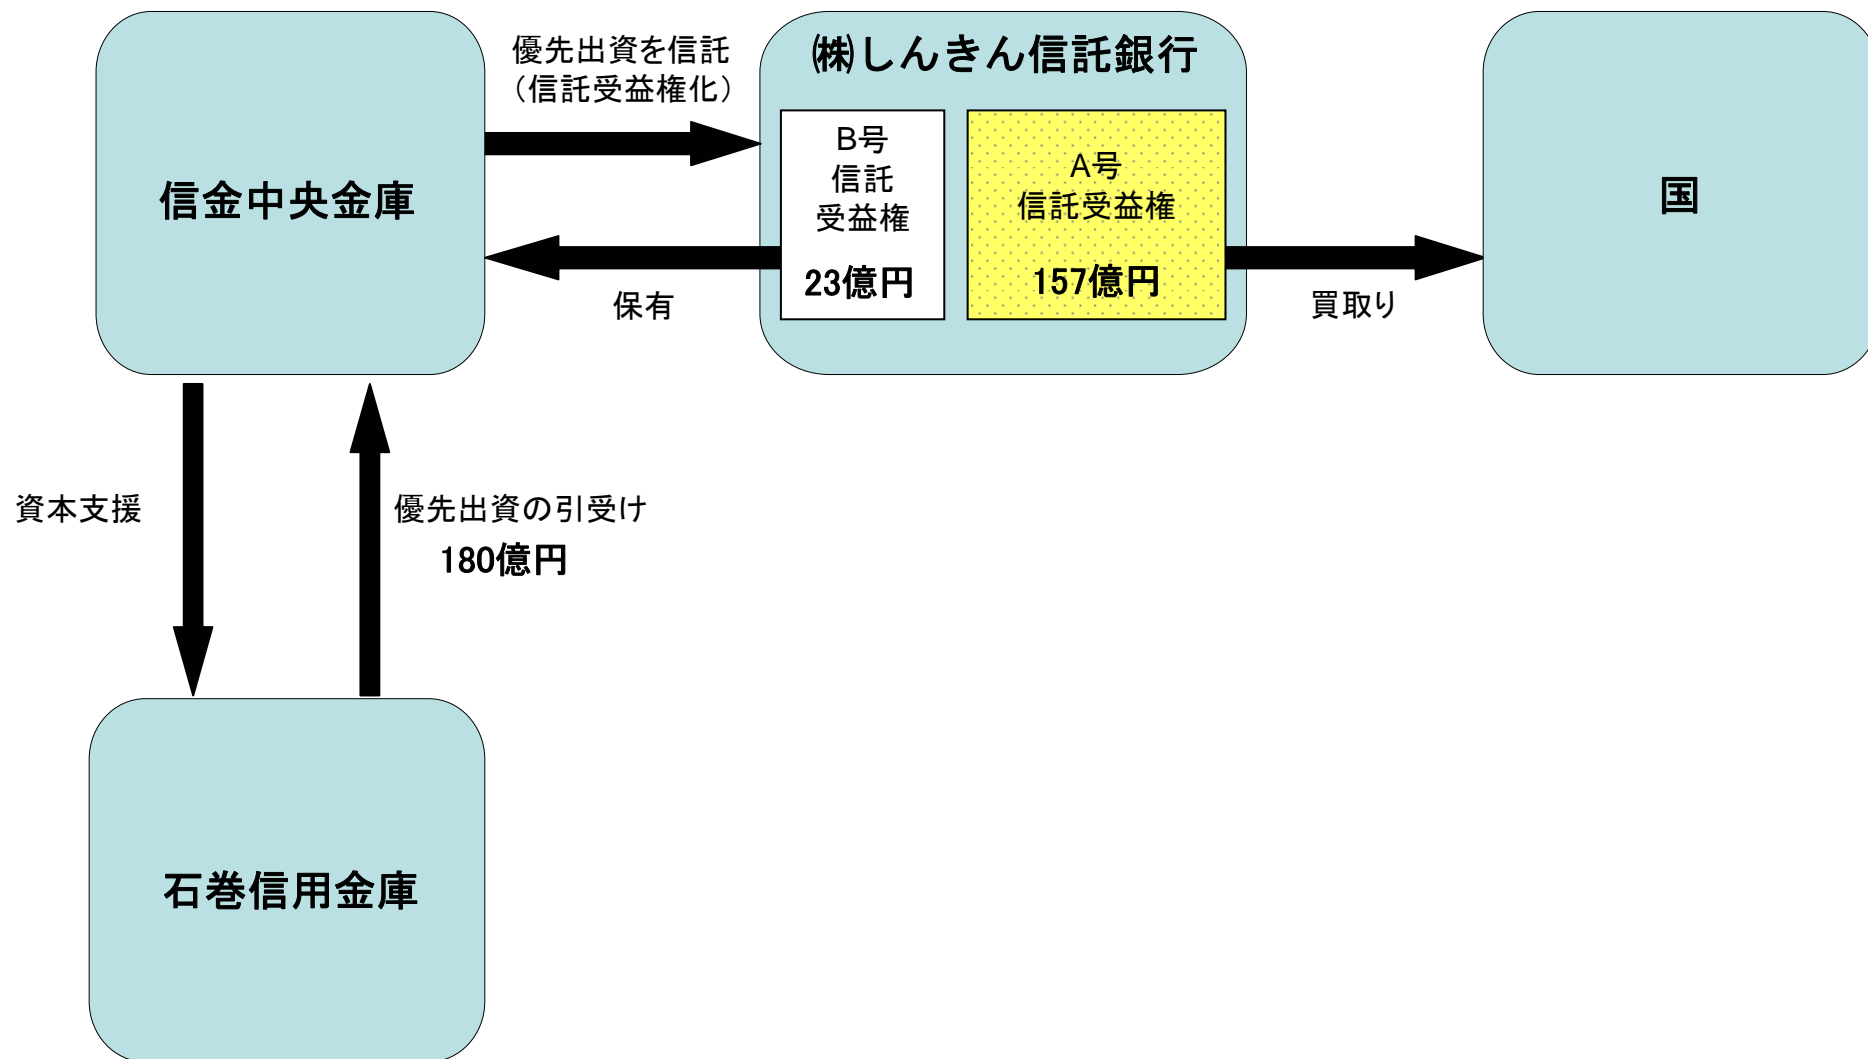 優先出資を信託
（信託受益権化）
㈱しんきん信託銀行
信金中央金庫
B号
信託
受益権
23億円
A号
信託受益権
157億円
国
保有
買取り
資本支援
優先出資の引受け
180億円
石巻信用金庫